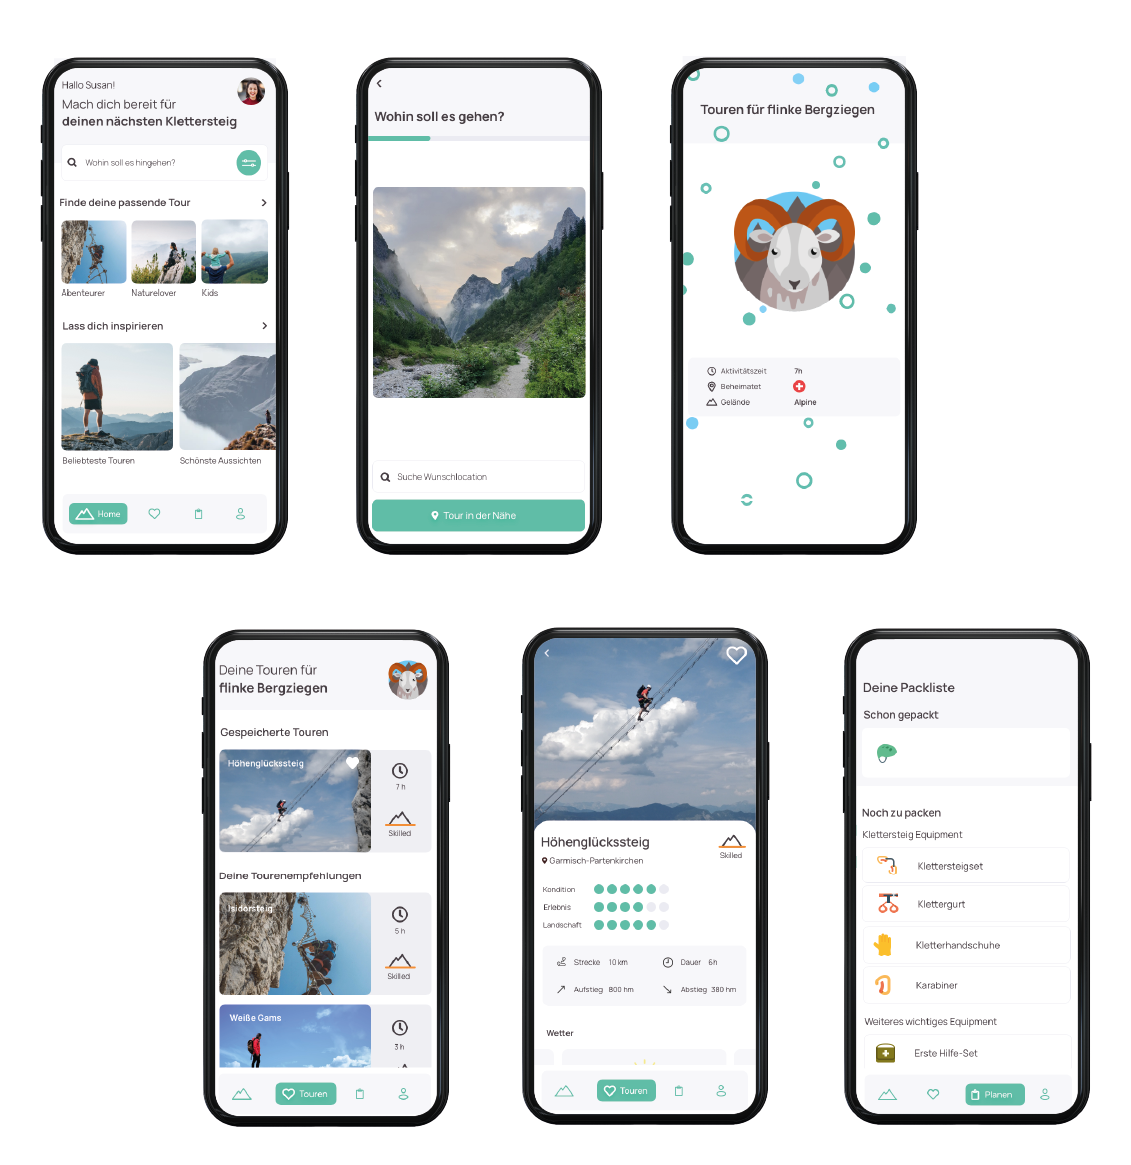 Hallo Susan!
Mach dich bereit für
deinen nächsten Klettersteig
Wohin soll es hingehen?
Finde deine passende Tour
Abenteurer
Naturelover
Kids
Lass dich inspirieren
Beliebteste Touren
Schönste Aussichten
Home
Wohin soll es gehen?
Suche Wunschlocation
Tour in der Nähe
Touren für flinke Bergziegen
Aktivitätszeit 7h
Beheimatet
Gelände Alpine
Deine Touren für
flinke Bergziegen
Gespeicherte Touren
Höhenglückssteig
7 h
Skilled
Deine Tourenempfehlungen
Isidorsteig
5 h
Skilled
Weiße Gams
3 h
Touren
Höhenglückssteig
Garmisch-Partenkirchen
Skilled
Kondition
Erlebnis
Landschaft
Strecke 10 km Dauer 6h
Aufstieg 800 hm Abstieg 380 hm
Wetter
Touren
Deine Packliste
Schon gepackt
Noch zu packen
Klettersteig Equipment
Klettersteigset
Klettergurt
Kletterhandschuhe
Karabiner
Weiteres wichtiges Equipment
Erste Hilfe-Set
Planen